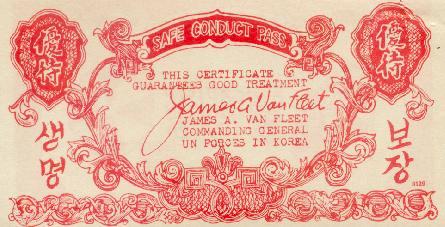 SAFE CONDUCT PASS
優待
優待
THIS CERTIFICATE
GUARANTEES GOOD TREATMENT
James A Van Fleet
JAMES A. VAN FLEET
COMMANDING GENERAL
UN FORCES IN KOREA
생명
보장
8129